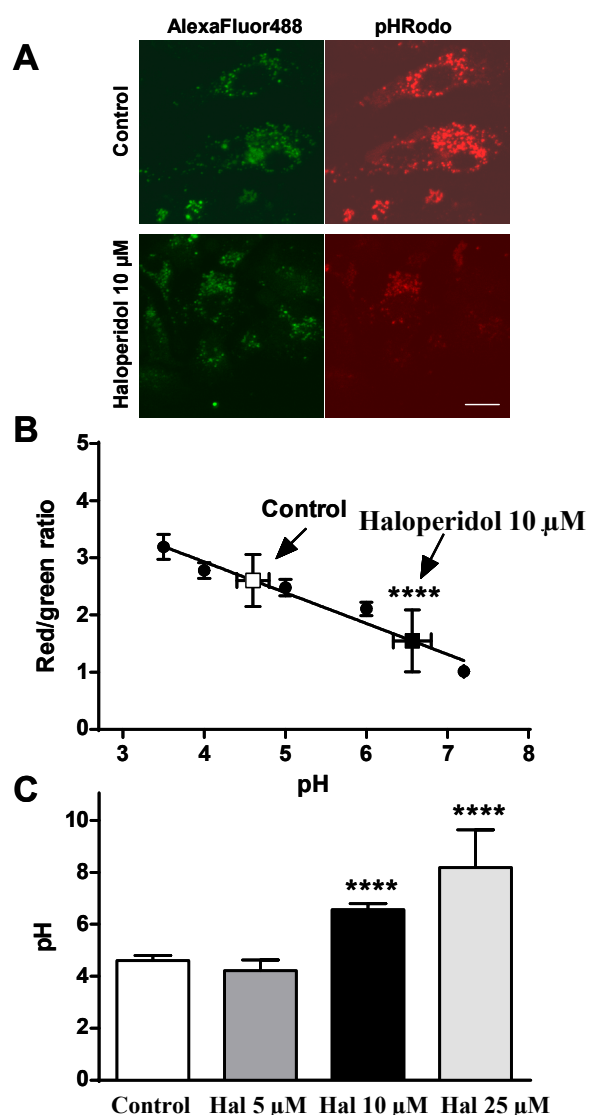 AlexaFluor488 pHRodo
A
Control
Haloperidol 10 µM
B
5
4
3
2
1
0
Red/green ratio
Control
Haloperidol 10 µM
****
3 4 5 6 7 8
pH
C
10
8
6
4
2
0
pH
****
****
Control Hal 5 µM Hal 10 µM Hal 25 µM